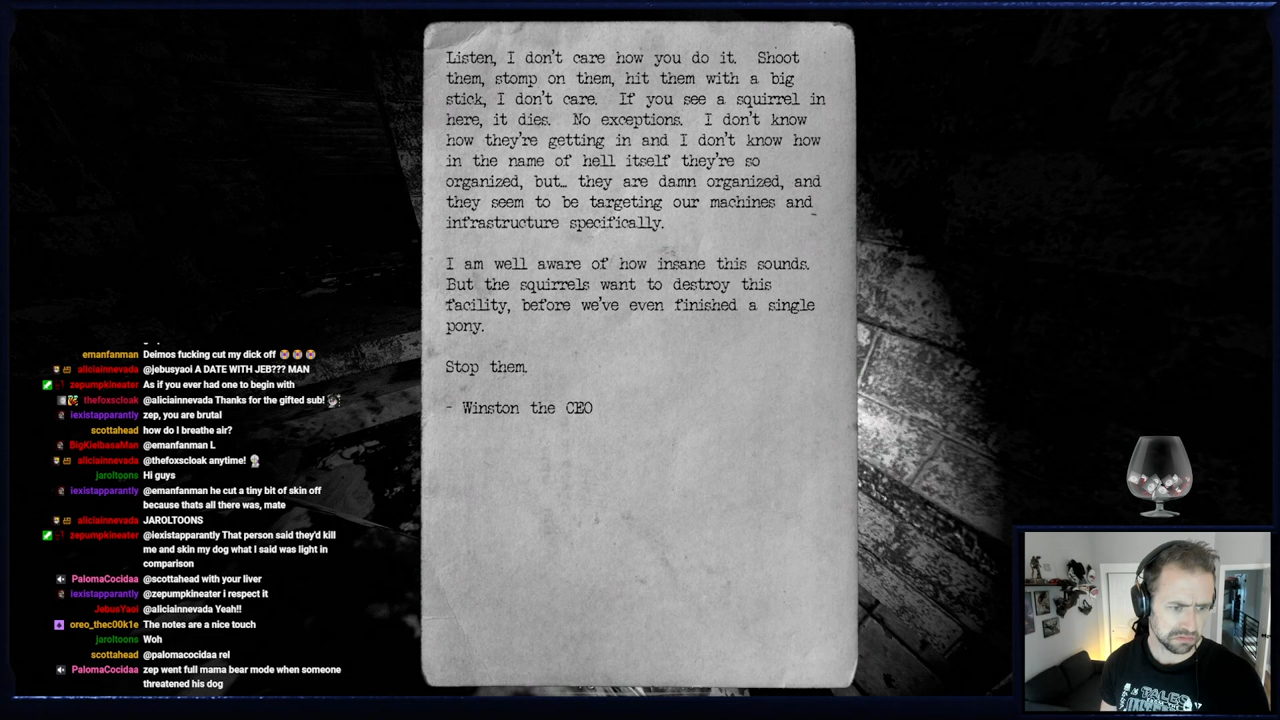 Listen, I don't care how you do it.  Shoot
them, stomp on them, hit them with a big
stick, I don't care.  If you see a squirrel in
here, it dies.  No exceptions.  I don't know
how they're getting in and I don't know how
in the name of hell itself they're so
organized, but... they are damn organized, and
they seem to be targeting our machines and
infrastructure specifically.
I am well aware of how insane this sounds.
But the squirrels want to destroy this
facility, before we've even finished a single
pony.
Stop them.
- Winston the CEO
emanfanman Deimos fucking cut my dick off
aliciainnevada @jebusyaoi A DATE WITH JEB??? MAN
zepumpkineater As if you ever had one to begin with
thefoxscloak @aliciainnevada Thanks for the gifted sub!
iexistapparantly zep, you are brutal
scottahead how do I breathe air?
BigKielbasaMan @emanfanman L
aliciainnevada @thefoxscloak anytime!
jaroltoons Hi guys
iexistapparantly @emanfanman he cut a tiny bit of skin off
because thats all there was, mate
aliciainnevada JAROLTOONS
zepumpkineater @iexistapparantly That person said they'd kill
me and skin my dog what I said was light in
comparison
PalomaCocidaa @scottahead with your liver
iexistapparantly @zepumpkineater i respect it
JebusYaoi @aliciainnevada Yeah!!
oreo_thec00k1e The notes are a nice touch
jaroltoons Woh
scottahead @palomacocidaa rel
PalomaCocidaa zep went full mama bear mode when someone
threatened his dog